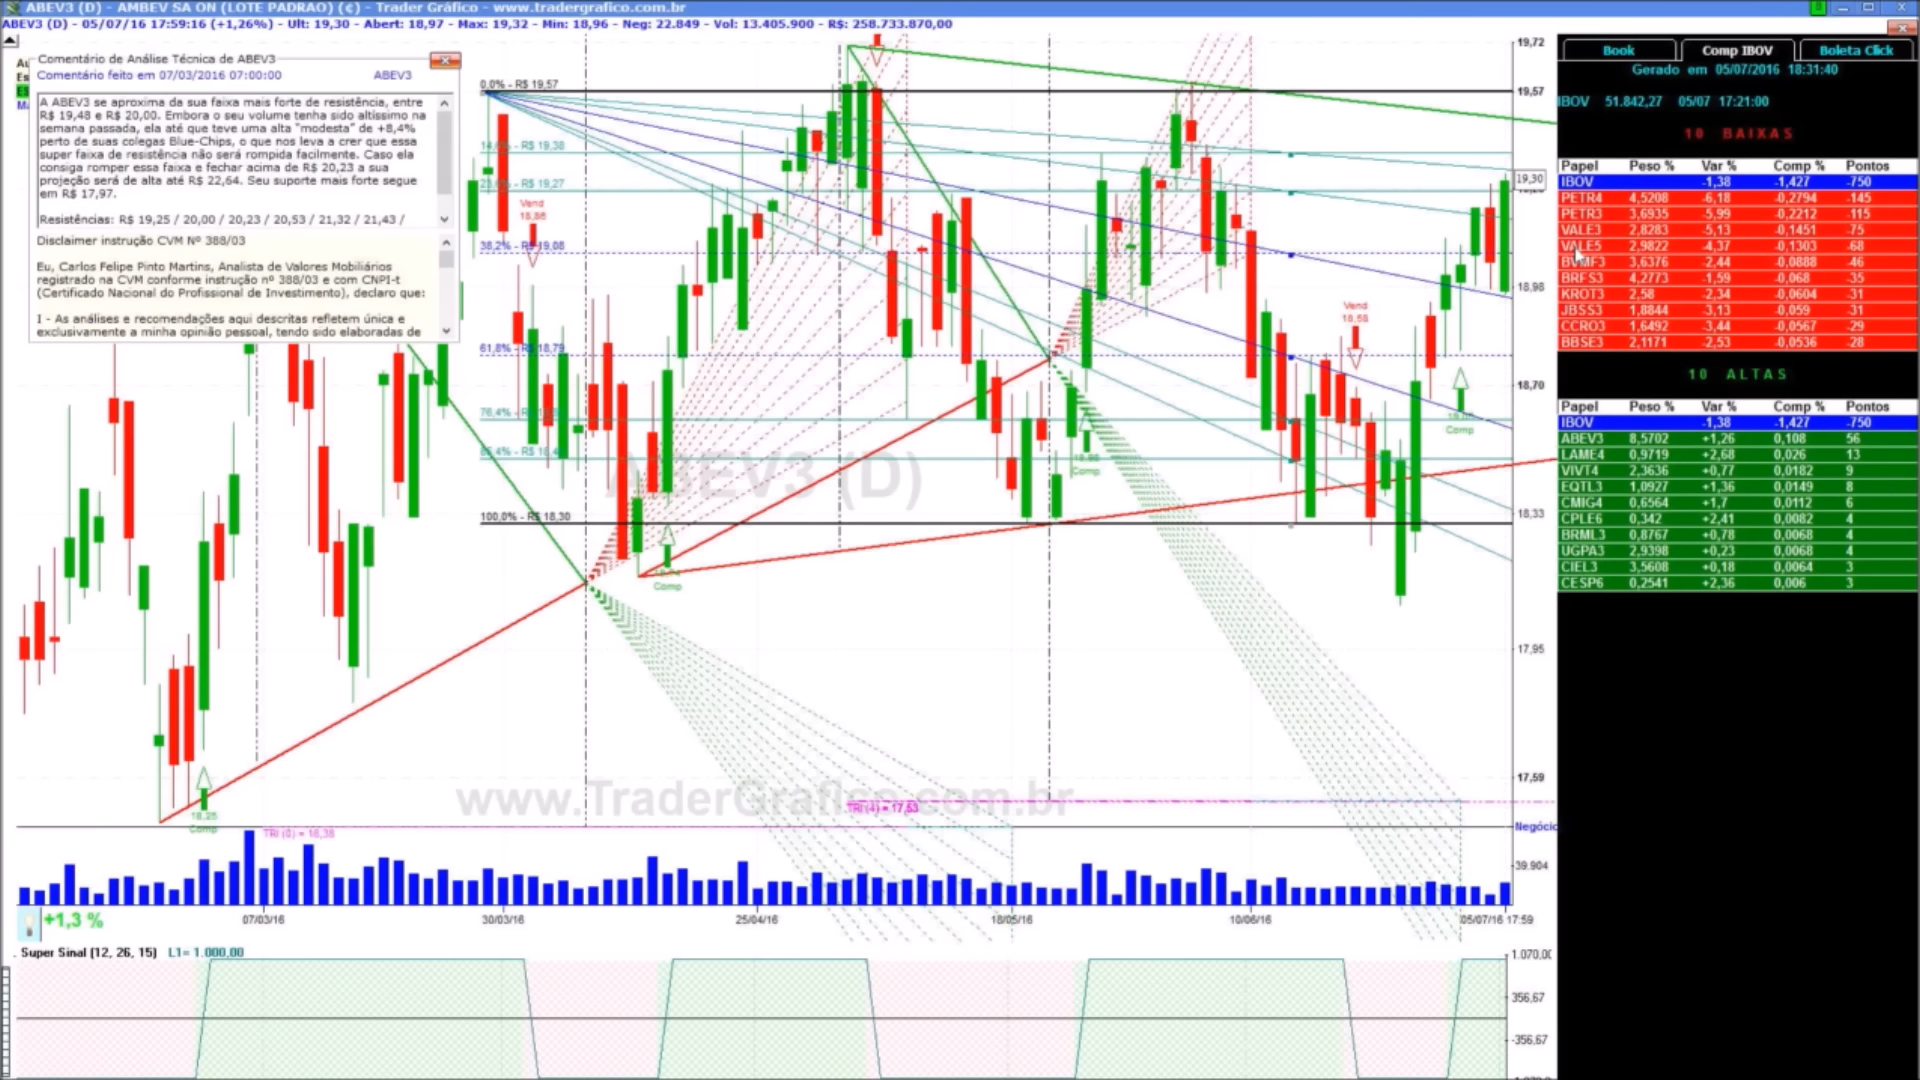 ABEV3 (D) - AMBEV SA ON (LOTE PADRAO) (c) - Trader Gráfico - www.tradergrafico.com.br
ABEV3 (D) - 05/07/16 17:59:16 (+1,26%) - Ult: 19,30 - Abert: 18,97 - Max: 19,32 - Min: 18,96 - Neg: 22.849 - Vol: 13.405.900 - R$: 258.733.870,00
Comentário de Análise Técnica de ABEV3
Comentário feito em 07/03/2016 07:00:00 ABEV3
A ABEV3 se aproxima da sua faixa mais forte de resistência, entre
R$ 19,48 e R$ 20,00. Embora o seu volume tenha sido altíssimo na
semana passada, ela até que teve uma alta "modesta" de +8,4%
perto de suas colegas Blue-Chips, o que nos leva a crer que essa
super faixa de resistência não será rompida facilmente. Caso ela
consiga romper essa faixa e fechar acima de R$ 20,23 a sua
projeção será de alta até R$ 22,64. Seu suporte mais forte segue
em R$ 17,97.
Resistências: R$ 19,25 / 20,00 / 20,23 / 20,53 / 21,32 / 21,43 /
Disclaimer instrução CVM Nº 388/03
Eu, Carlos Felipe Pinto Martins, Analista de Valores Mobiliários
registrado na CVM conforme instrução nº 388/03 e com CNPI-t
(Certificado Nacional do Profissional de Investimento), declaro que:
I - As análises e recomendações aqui descritas refletem única e
exclusivamente a minha opinião pessoal, tendo sido elaboradas de
0,0% - R$ 19,57
R$ 19,38
R$ 19,27
38,2% - R$ 19,08
61,8% - R$ 18,79
76,4% - R$
100,0% - R$ 18,30
Vend
18,86
Vend
18,58
Comp
Comp
Comp
18,25
Comp
ABEV3 (D)
www.TraderGrafico.com.br
TRI (4) = 17,53
TRI (0) = 16,38
19,72
19,57
19,30
18,98
18,70
18,33
17,95
17,59
Negócio
39.904
+1,3 %
07/03/16
30/03/16
25/04/16
18/05/16
10/06/16
05/07/16 17:59
Super Sinal (12, 26, 15) L1= 1.000,00
1.070,00
356,67
-356,67
Book
Comp IBOV
Boleta Click
Gerado em 05/07/2016 18:31:40
IBOV 51.842,27 05/07 17:21:00
10 BAIXAS
Papel Peso % Var % Comp % Pontos
IBOV -1,38 -1,427 -750
PETR4 4,5208 -6,18 -0,2794 -145
PETR3 3,6935 -5,99 -0,2212 -115
VALE3 2,8283 -5,13 -0,1451 -75
VALE5 2,9822 -4,37 -0,1303 -68
BVMF3 3,6376 -2,44 -0,0888 -46
BRFS3 4,2773 -1,59 -0,068 -35
KROT3 2,58 -2,34 -0,0604 -31
JBSS3 1,8844 -3,13 -0,059 -31
CCRO3 1,6492 -3,44 -0,0567 -29
BBSE3 2,1171 -2,53 -0,0536 -28
10 ALTAS
Papel Peso % Var % Comp % Pontos
IBOV -1,38 -1,427 -750
ABEV3 8,5702 +1,26 0,108 56
LAME4 0,9719 +2,68 0,026 13
VIVT4 2,3636 +0,77 0,0182 9
EQTL3 1,0927 +1,36 0,0149 8
CMIG4 0,6564 +1,7 0,0112 6
CPLE6 0,342 +2,41 0,0082 4
BRML3 0,8767 +0,78 0,0068 4
UGPA3 2,9398 +0,23 0,0068 4
CIEL3 3,5608 +0,18 0,0064 3
CESP6 0,2541 +2,36 0,006 3